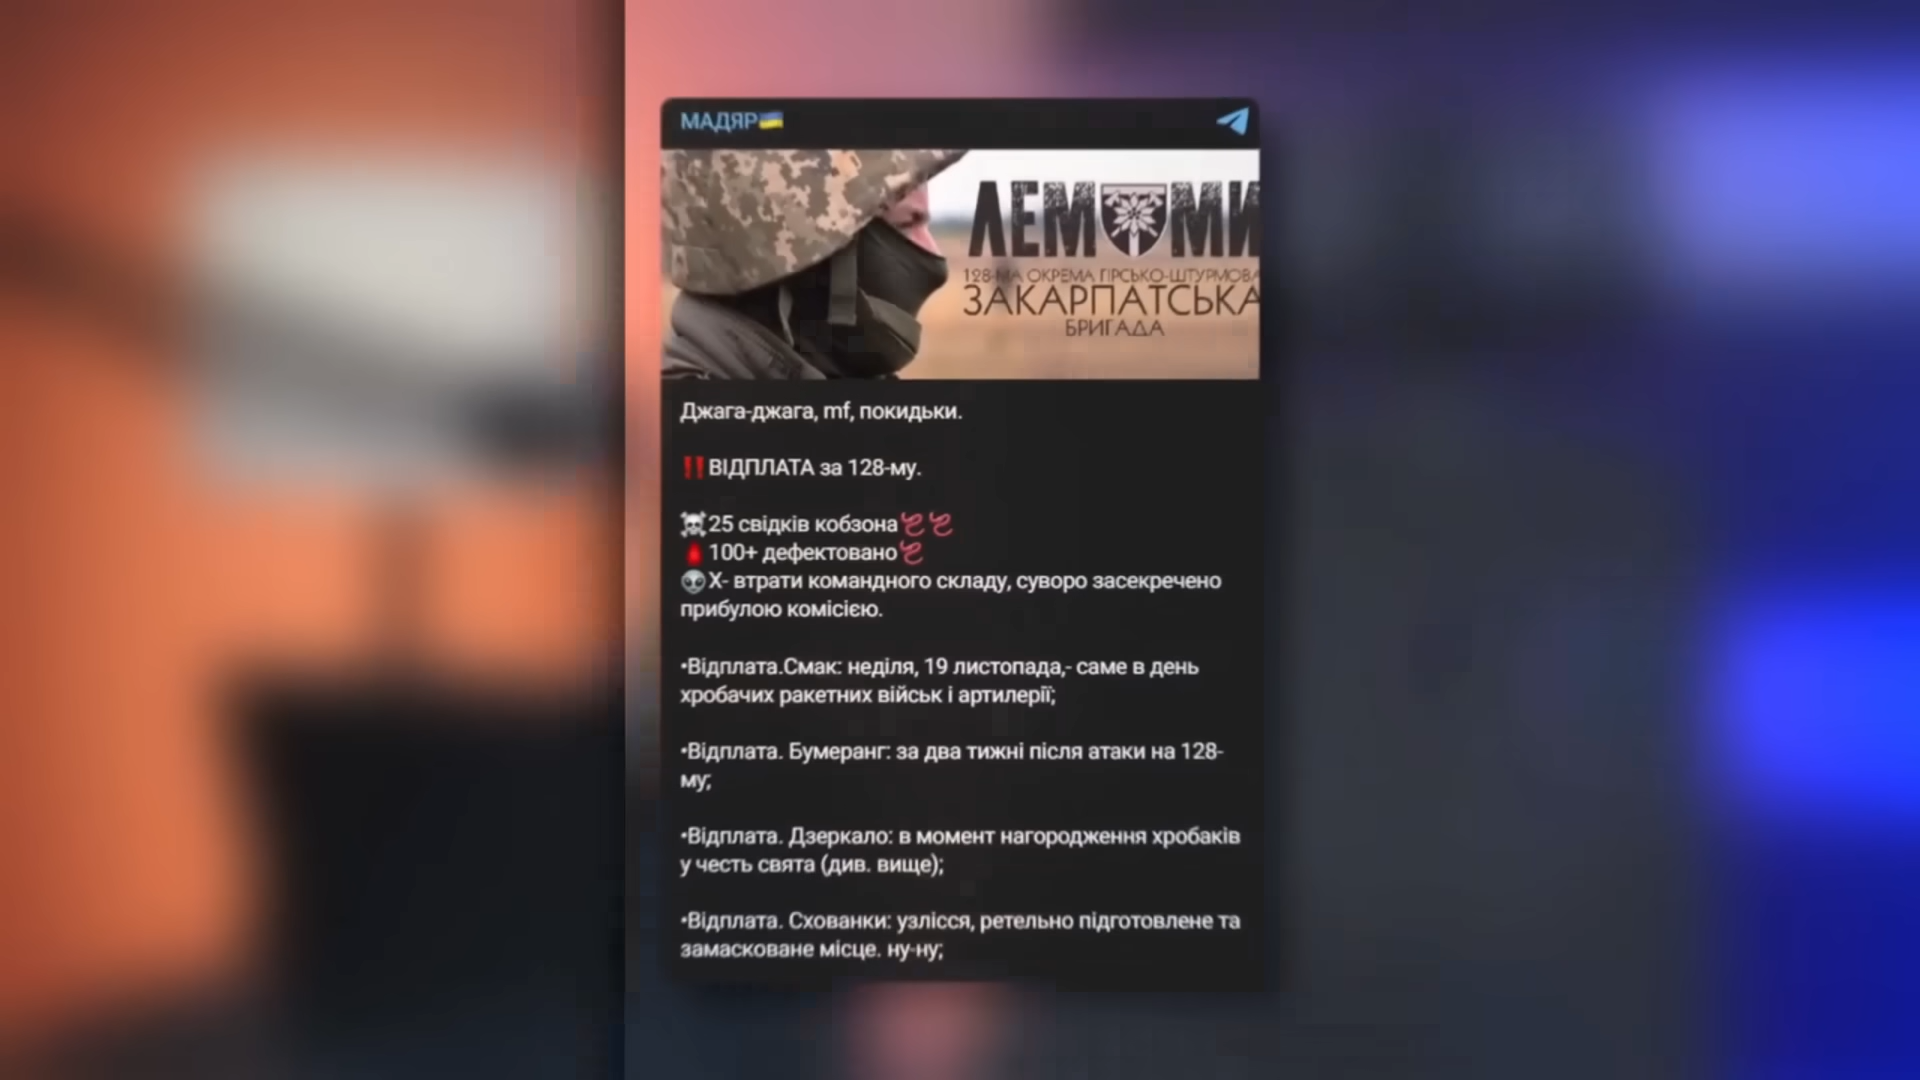 МАДЯР
ЛЕМ МИ
128-МА ОКРЕМА ГІРСЬКО-ШТУРМОВА
ЗАКАРПАТСЬКА
БРИГАДА
Джага-джага, mf, покидьки.
‼ВІДПЛАТА за 128-му.
25 свідків кобзона
100+ дефектовано
Х- втрати командного складу, суворо засекречено
прибулою комісією.
•Відплата.Смак: неділя, 19 листопада,- саме в день
хробачих ракетних військ і артилерії;
•Відплата. Бумеранг: за два тижні після атаки на 128-
му;
•Відплата. Дзеркало: в момент нагородження хробаків
у честь свята (див. вище);
•Відплата. Схованки: узлісся, ретельно підготовлене та
замасковане місце. ну-ну;